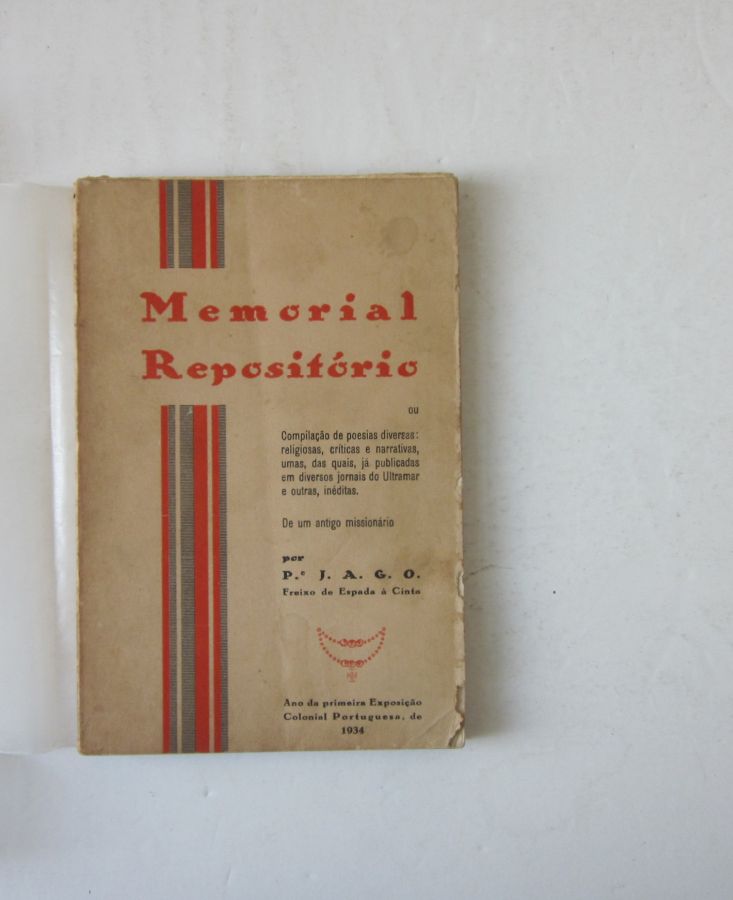 Memorial
Repositório
ou
Compilação de poesias diversas:
religiosas, críticas e narrativas,
umas, das quais, já publicadas
em diversos jornais do Ultramar
e outras, inéditas.
De um antigo missionário
por
P.e J. A. G. O.
Freixo de Espada à Cinta
Ano da primeira Exposição
Colonial Portuguesa, de
1934